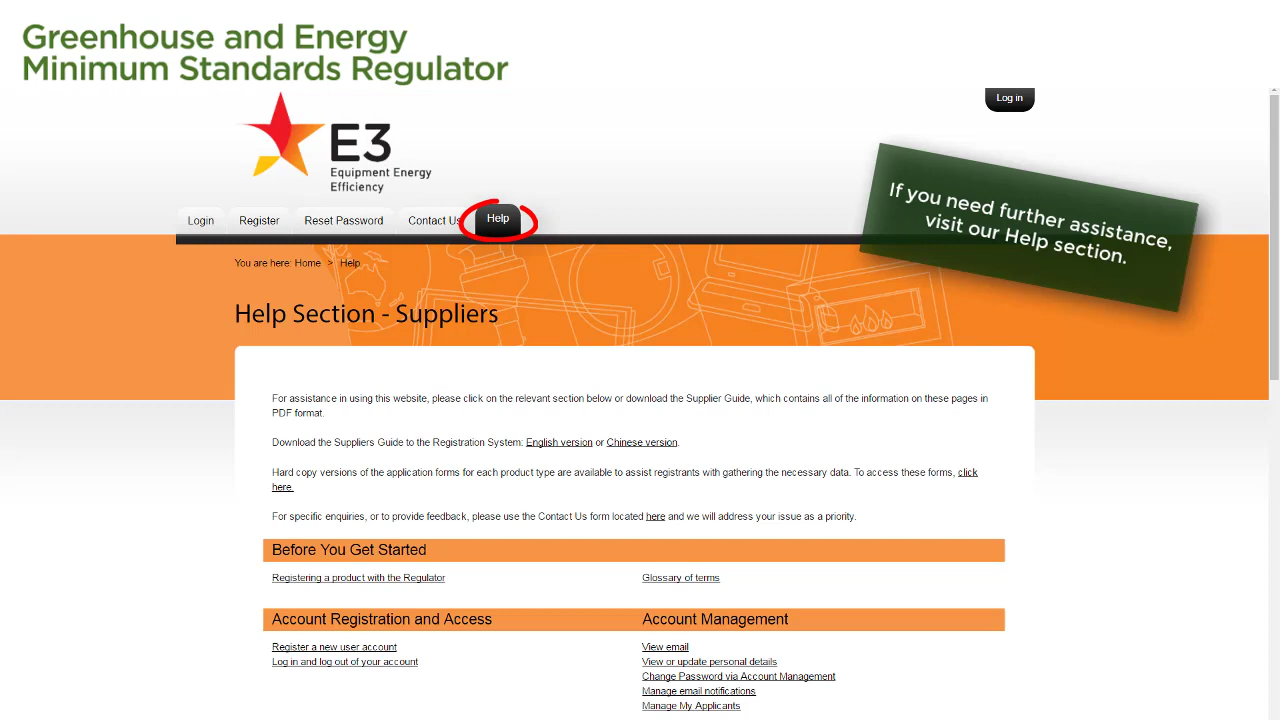 Greenhouse and Energy
Minimum Standards Regulator
Log in
E3
Equipment Energy
Efficiency
If you need further assistance,
visit our Help section.
Login Register Reset Password Contact Us Help
You are here: Home > Help
Help Section - Suppliers
For assistance in using this website, please click on the relevant section below or download the Supplier Guide, which contains all of the information on these pages in
PDF format.
Download the Suppliers Guide to the Registration System: English version or Chinese version.
Hard copy versions of the application forms for each product type are available to assist registrants with gathering the necessary data. To access these forms, click
here.
For specific enquiries, or to provide feedback, please use the Contact Us form located here and we will address your issue as a priority.
Before You Get Started
Registering a product with the Regulator
Glossary of terms
Account Registration and Access
Register a new user account
Log in and log out of your account
Account Management
View email
View or update personal details
Change Password via Account Management
Manage email notifications
Manage My Applicants